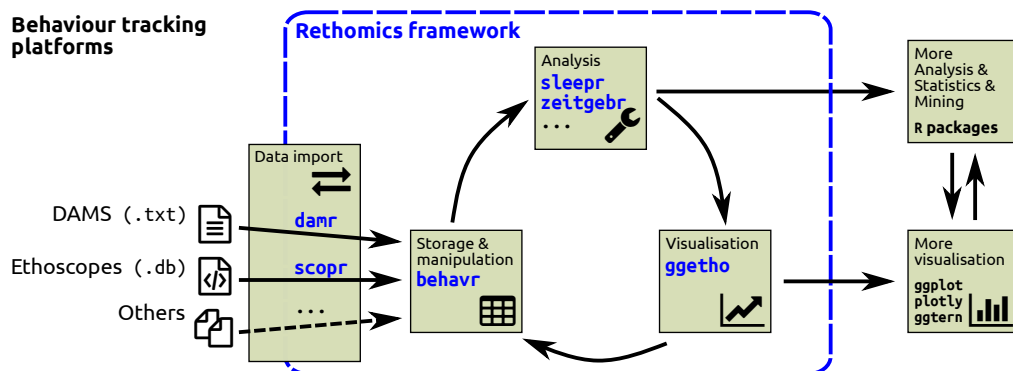 Behaviour tracking
platforms
Rethomics framework
Analysis
sleepr
zeitgebr
...
More
Analysis &
Statistics &
Mining
R packages
Data import
damr
scopr
...
DAMS (.txt)
Ethoscopes (.db)
Others
Storage &
manipulation
behavr
Visualisation
ggetho
More
visualisation
ggplot
plotly
ggtern